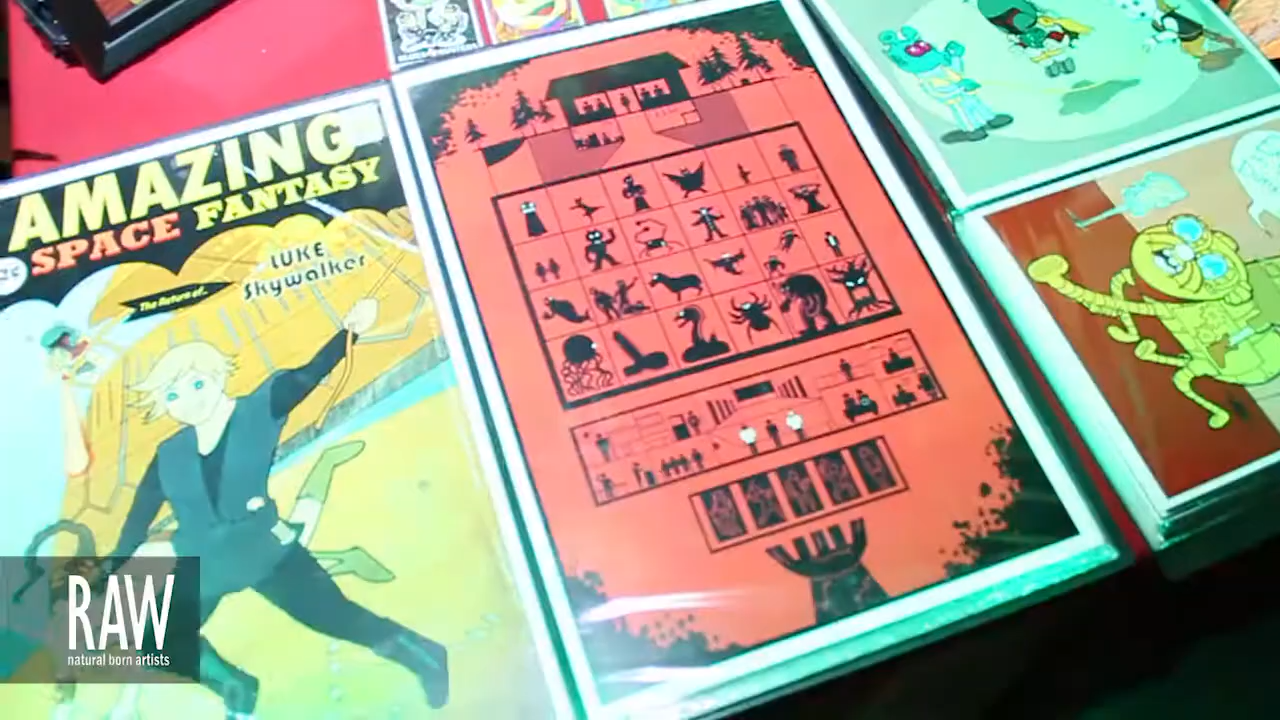 AMAZING
SPACE FANTASY
The Return of...
LUKE
Skywalker
RAW
natural born artists